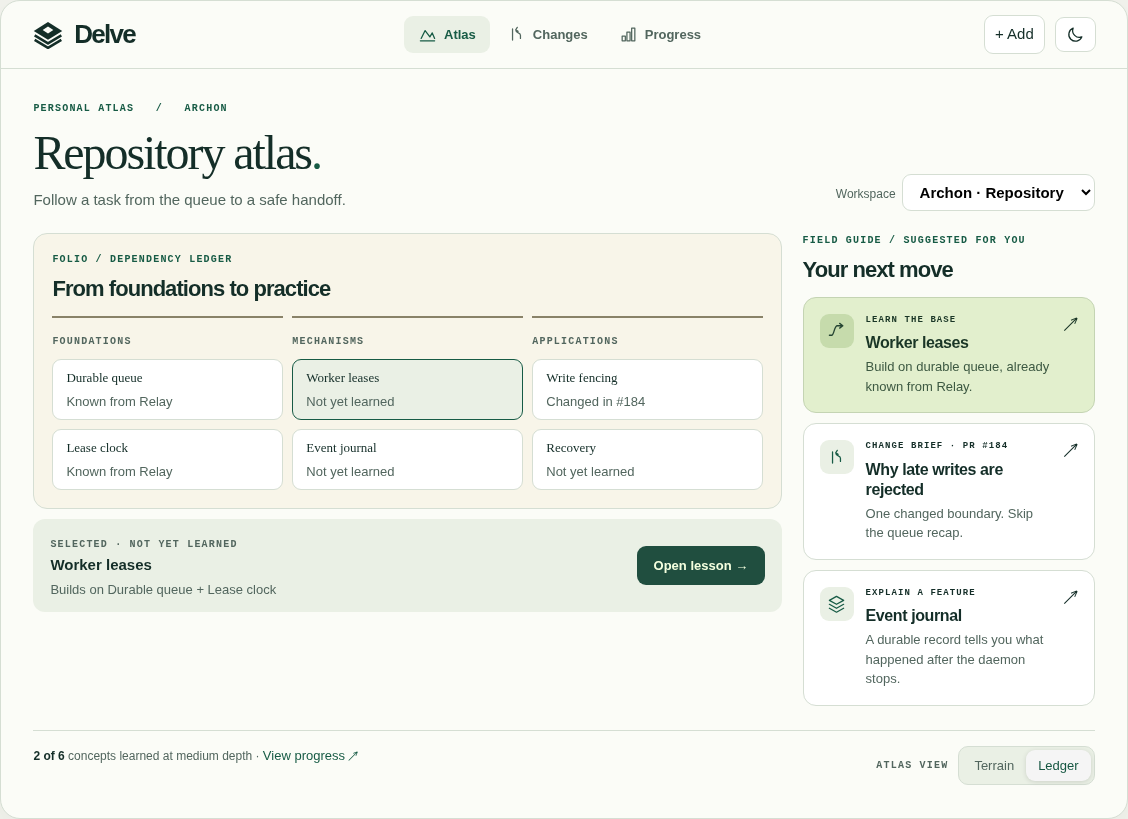 Delve
Atlas
Changes
Progress
+ Add
PERSONAL ATLAS / ARCHON
Repository atlas.
Follow a task from the queue to a safe handoff.
Workspace
Archon · Repository
FOLIO / DEPENDENCY LEDGER
From foundations to practice
FOUNDATIONS
MECHANISMS
APPLICATIONS
Durable queue
Known from Relay
Worker leases
Not yet learned
Write fencing
Changed in #184
Lease clock
Known from Relay
Event journal
Not yet learned
Recovery
Not yet learned
SELECTED · NOT YET LEARNED
Worker leases
Builds on Durable queue + Lease clock
Open lesson →
FIELD GUIDE / SUGGESTED FOR YOU
Your next move
LEARN THE BASE
Worker leases
Build on durable queue, already
known from Relay.
CHANGE BRIEF · PR #184
Why late writes are
rejected
One changed boundary. Skip
the queue recap.
EXPLAIN A FEATURE
Event journal
A durable record tells you what
happened after the daemon
stops.
2 of 6 concepts learned at medium depth · View progress ↗
ATLAS VIEW
Terrain
Ledger